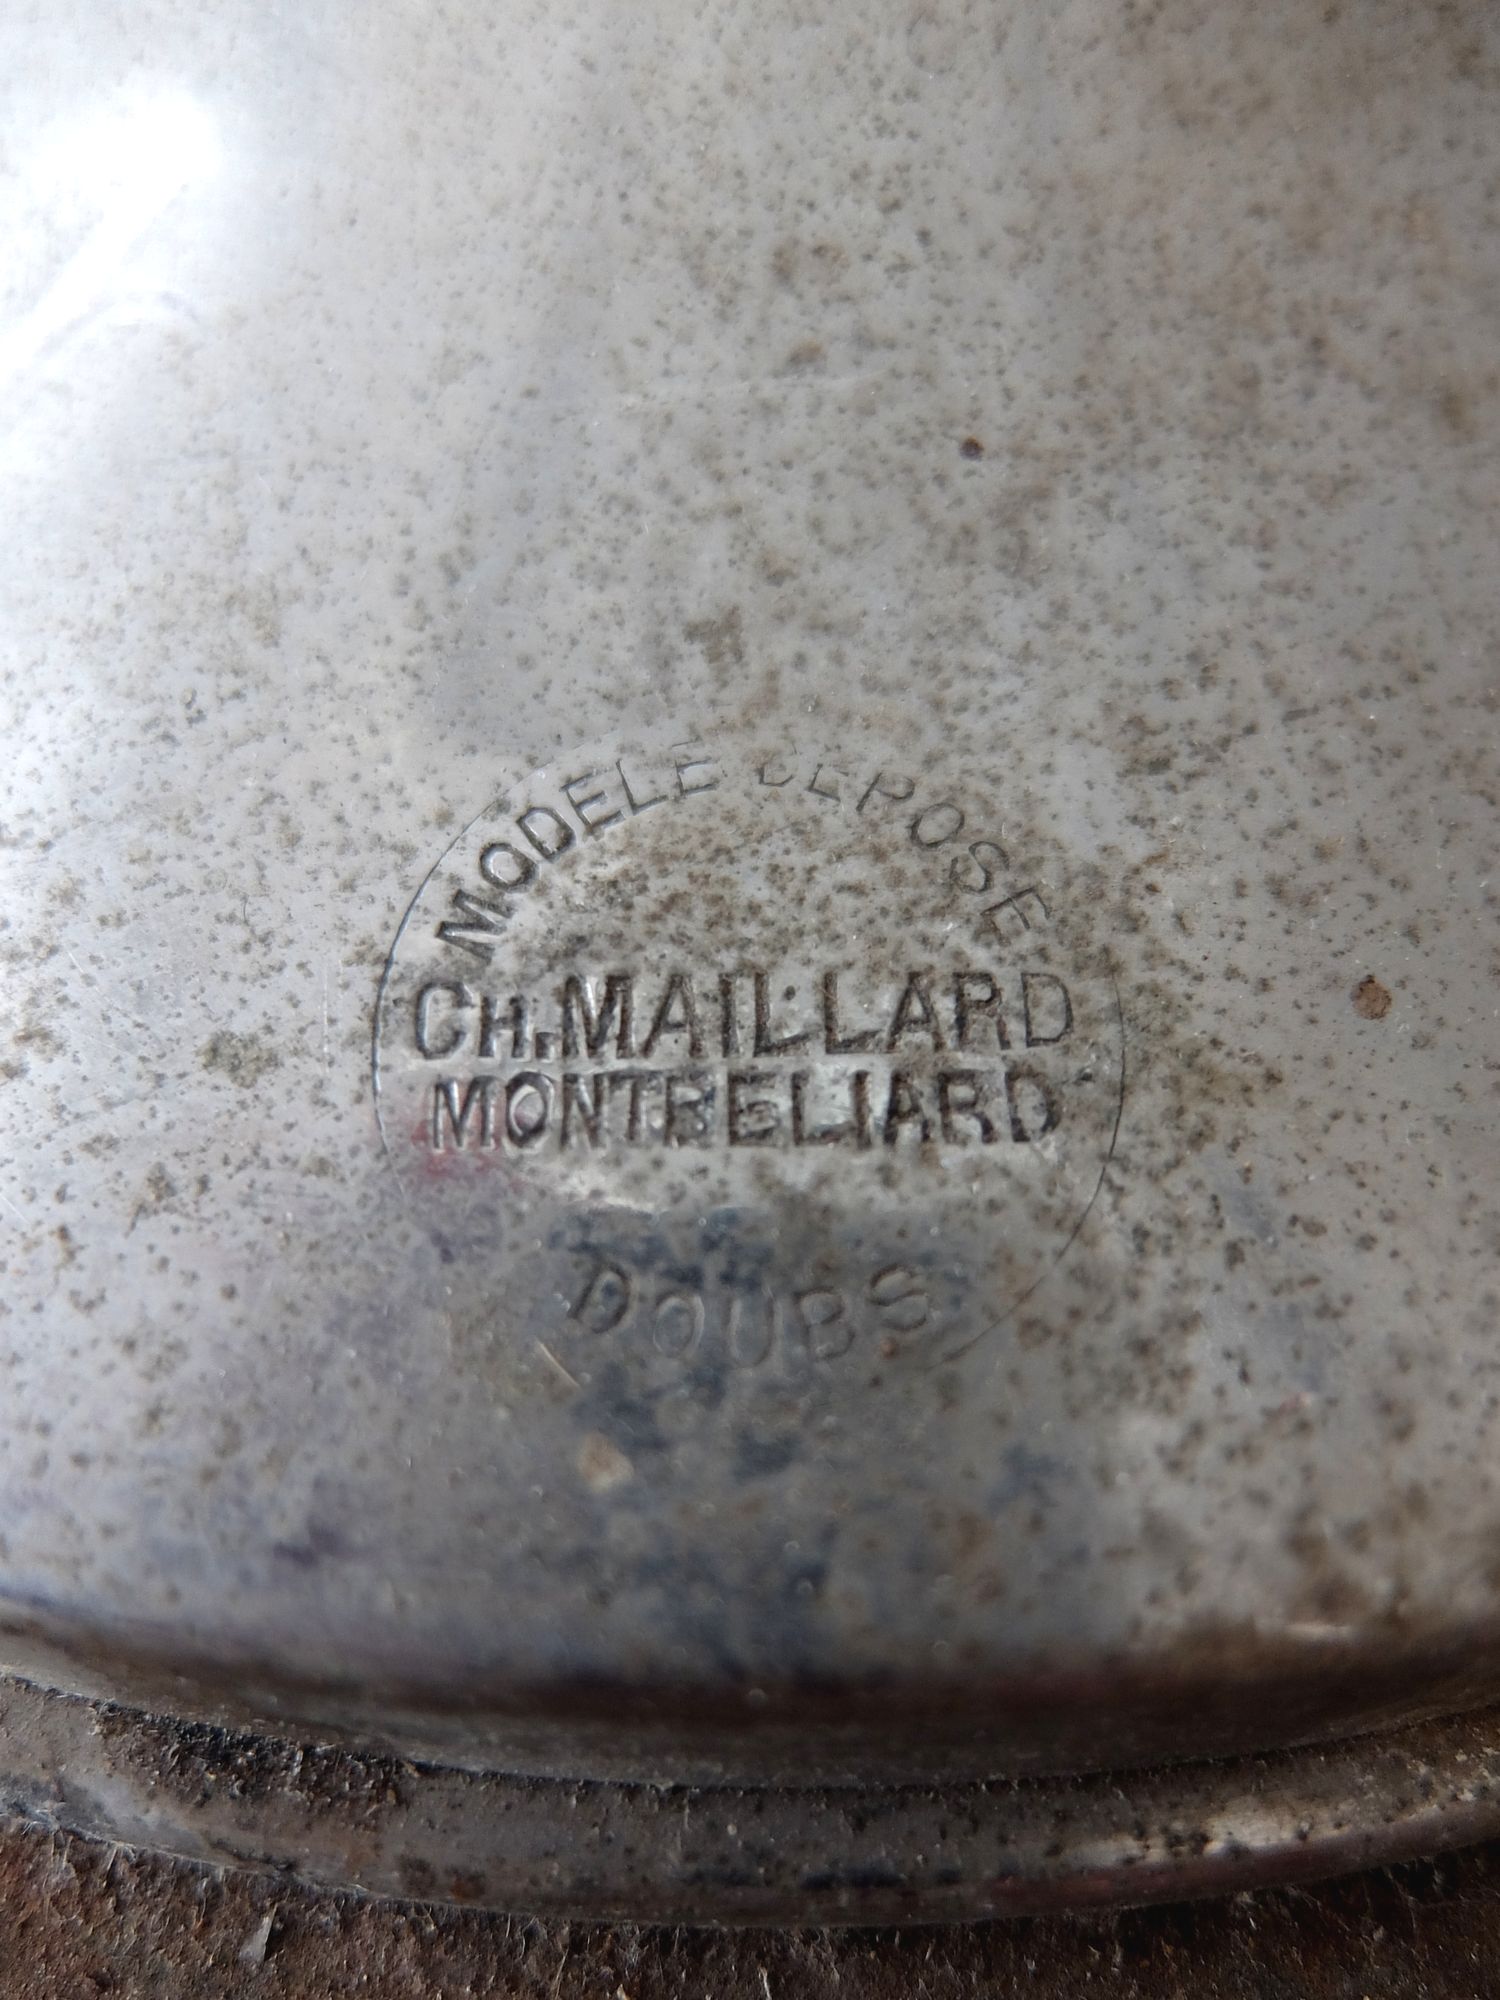 MODELE DEPOSE
CH. MAILLARD
MONTBELIARD
DOUBS